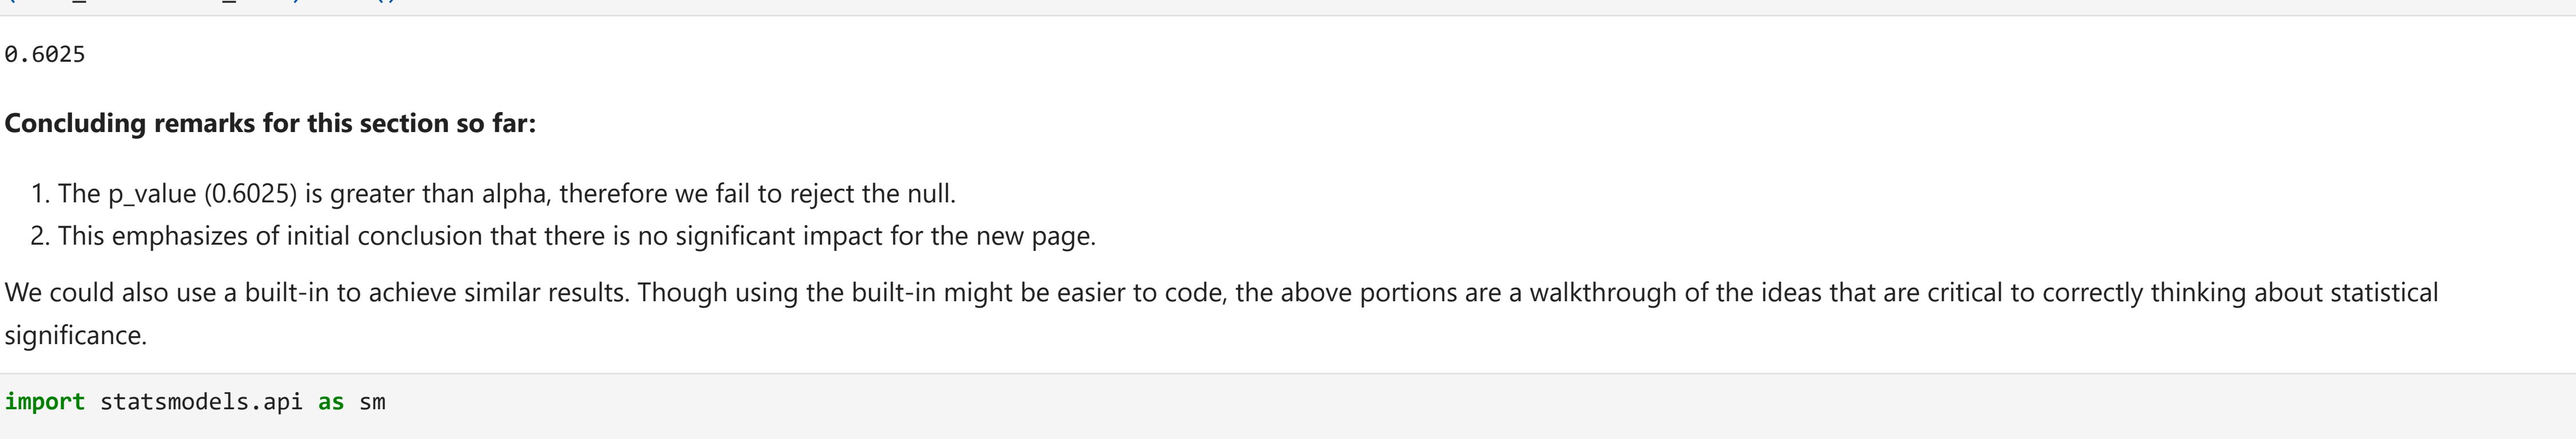 0.6025
Concluding remarks for this section so far:
1. The p_value (0.6025) is greater than alpha, therefore we fail to reject the null.
2. This emphasizes of initial conclusion that there is no significant impact for the new page.
We could also use a built-in to achieve similar results. Though using the built-in might be easier to code, the above portions are a walkthrough of the ideas that are critical to correctly thinking about statistical
significance.
import statsmodels.api as sm